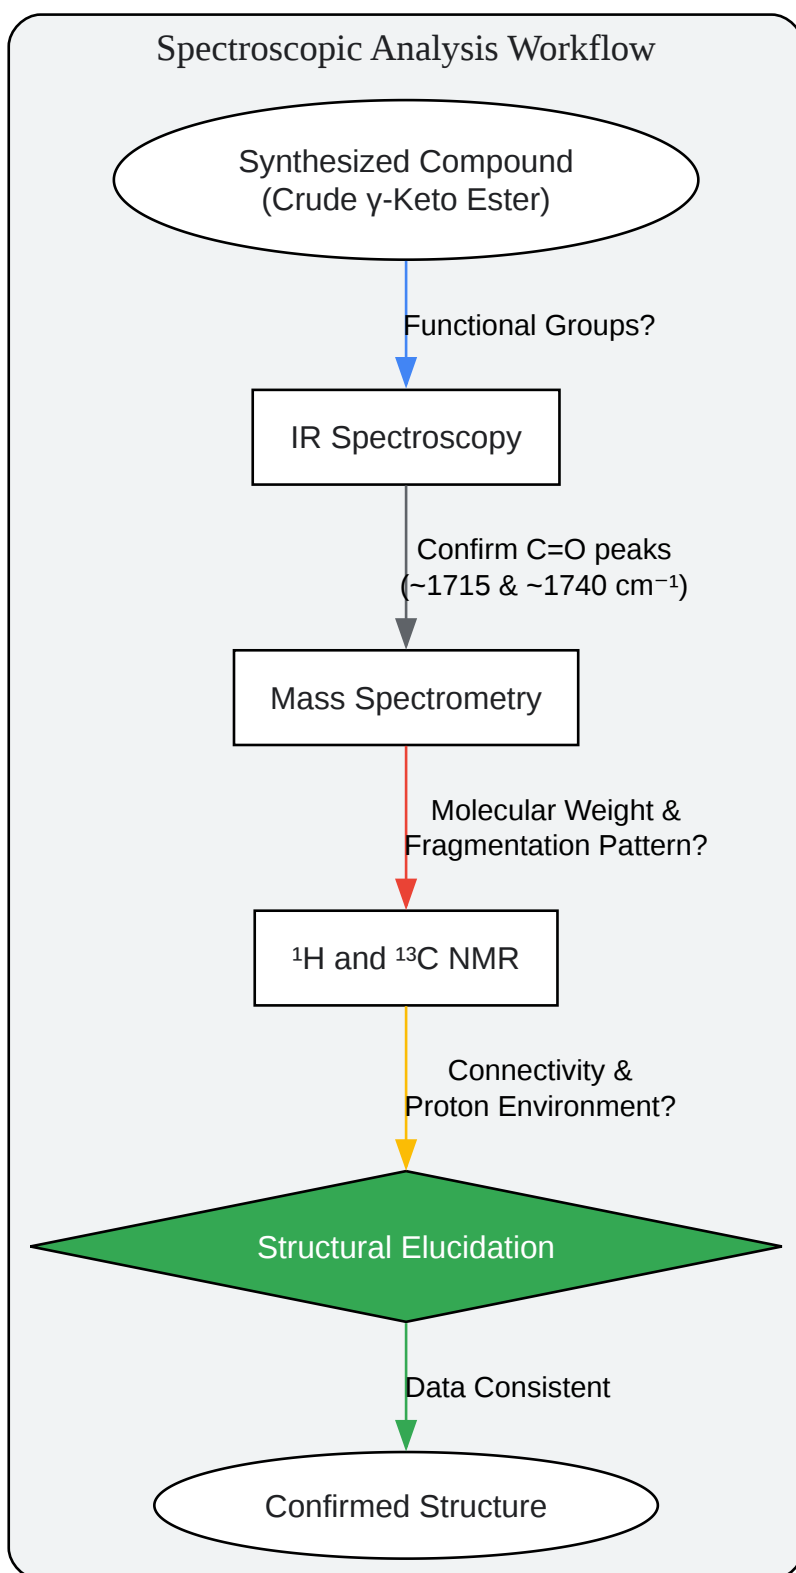 Spectroscopic Analysis Workflow
Synthesized Compound
(Crude γ-Keto Ester)
Functional Groups?
IR Spectroscopy
Confirm C=O peaks
(~1715 & ~1740 cm⁻¹)
Mass Spectrometry
Molecular Weight &
Fragmentation Pattern?
¹H and ¹³C NMR
Connectivity &
Proton Environment?
Structural Elucidation
Data Consistent
Confirmed Structure